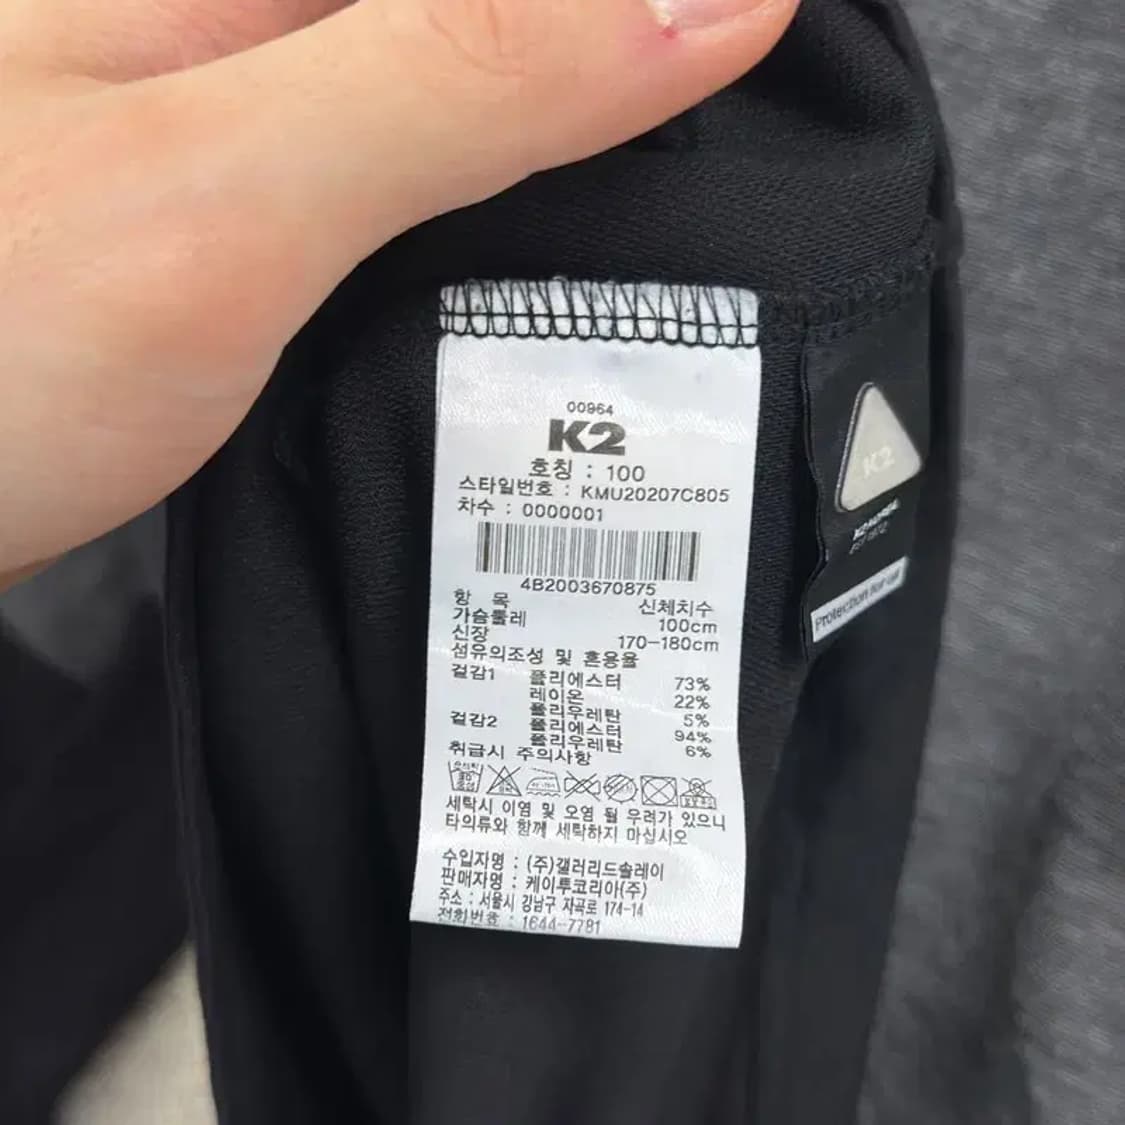 00964
K2
호칭 : 100
스타일번호 : KMU20207C805
차수 : 0000001
4B2003670875
항 목 신체치수
가슴둘레 100cm
신장 170-180cm
섬유의조성 및 혼용율
겉감1 폴리에스터 73%
레이온 22%
폴리우레탄 5%
겉감2 폴리에스터 94%
폴리우레탄 6%
취급시 주의사항
세탁시 이염 및 오염 될 우려가 있으니
타의류와 함께 세탁하지 마십시오
수입자명 : (주)갤러리드솔레이
판매자명 : 케이투코리아(주)
주소 : 서울시 강남구 자곡로 174-14
전화번호 : 1644-7781
K2
K2 KOREA
EST 1972
Protection for